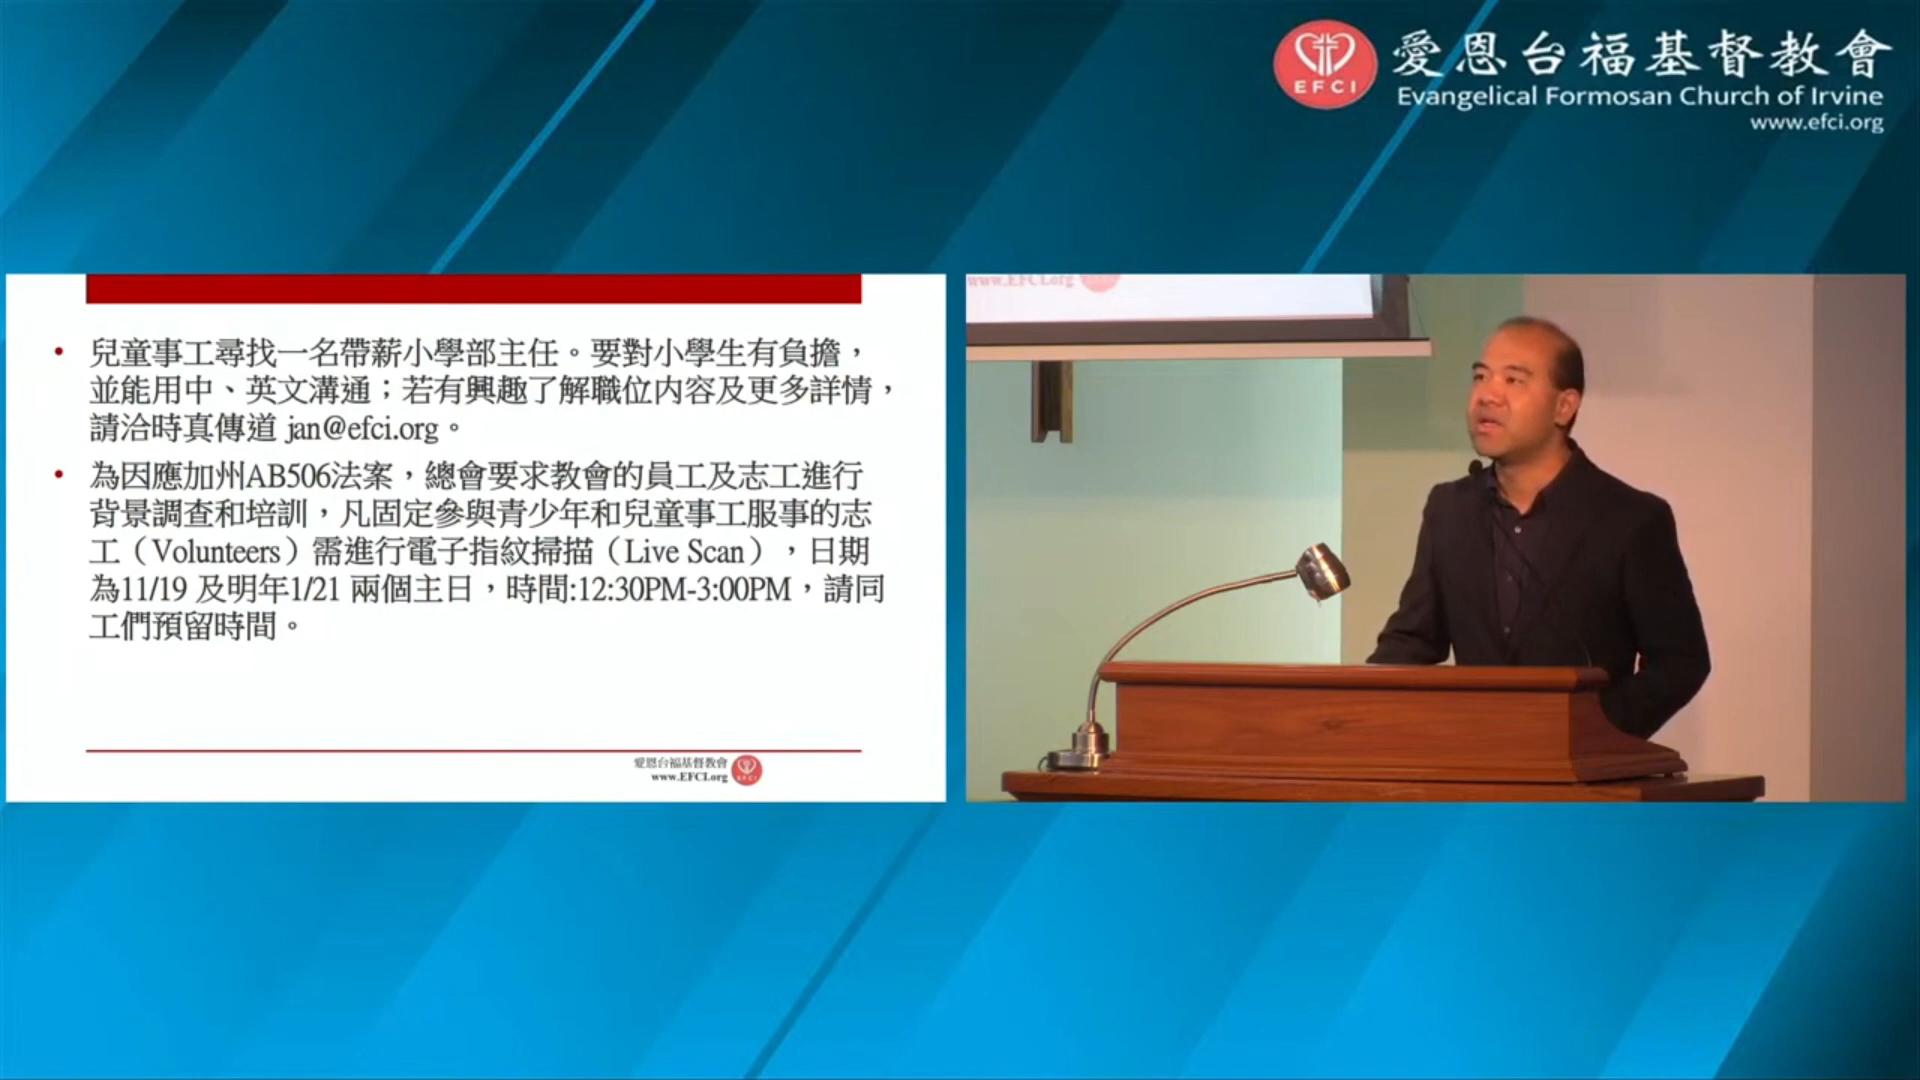 愛恩台福基督教會
EFCI
Evangelical Formosan Church of Irvine
www.efci.org
• 兒童事工尋找一名帶薪小學部主任。要對小學生有負擔，
並能用中、英文溝通；若有興趣了解職位內容及更多詳情，
請洽時真傳道 jan@efci.org。
• 為因應加州AB506法案，總會要求教會的員工及志工進行
背景調查和培訓，凡固定參與青少年和兒童事工服事的志
工（Volunteers）需進行電子指紋掃描（Live Scan），日期
為11/19 及明年1/21 兩個主日，時間:12:30PM-3:00PM，請同
工們預留時間。
愛恩台福基督教會
www.EFCI.org
EFCI
www.EFCI.org